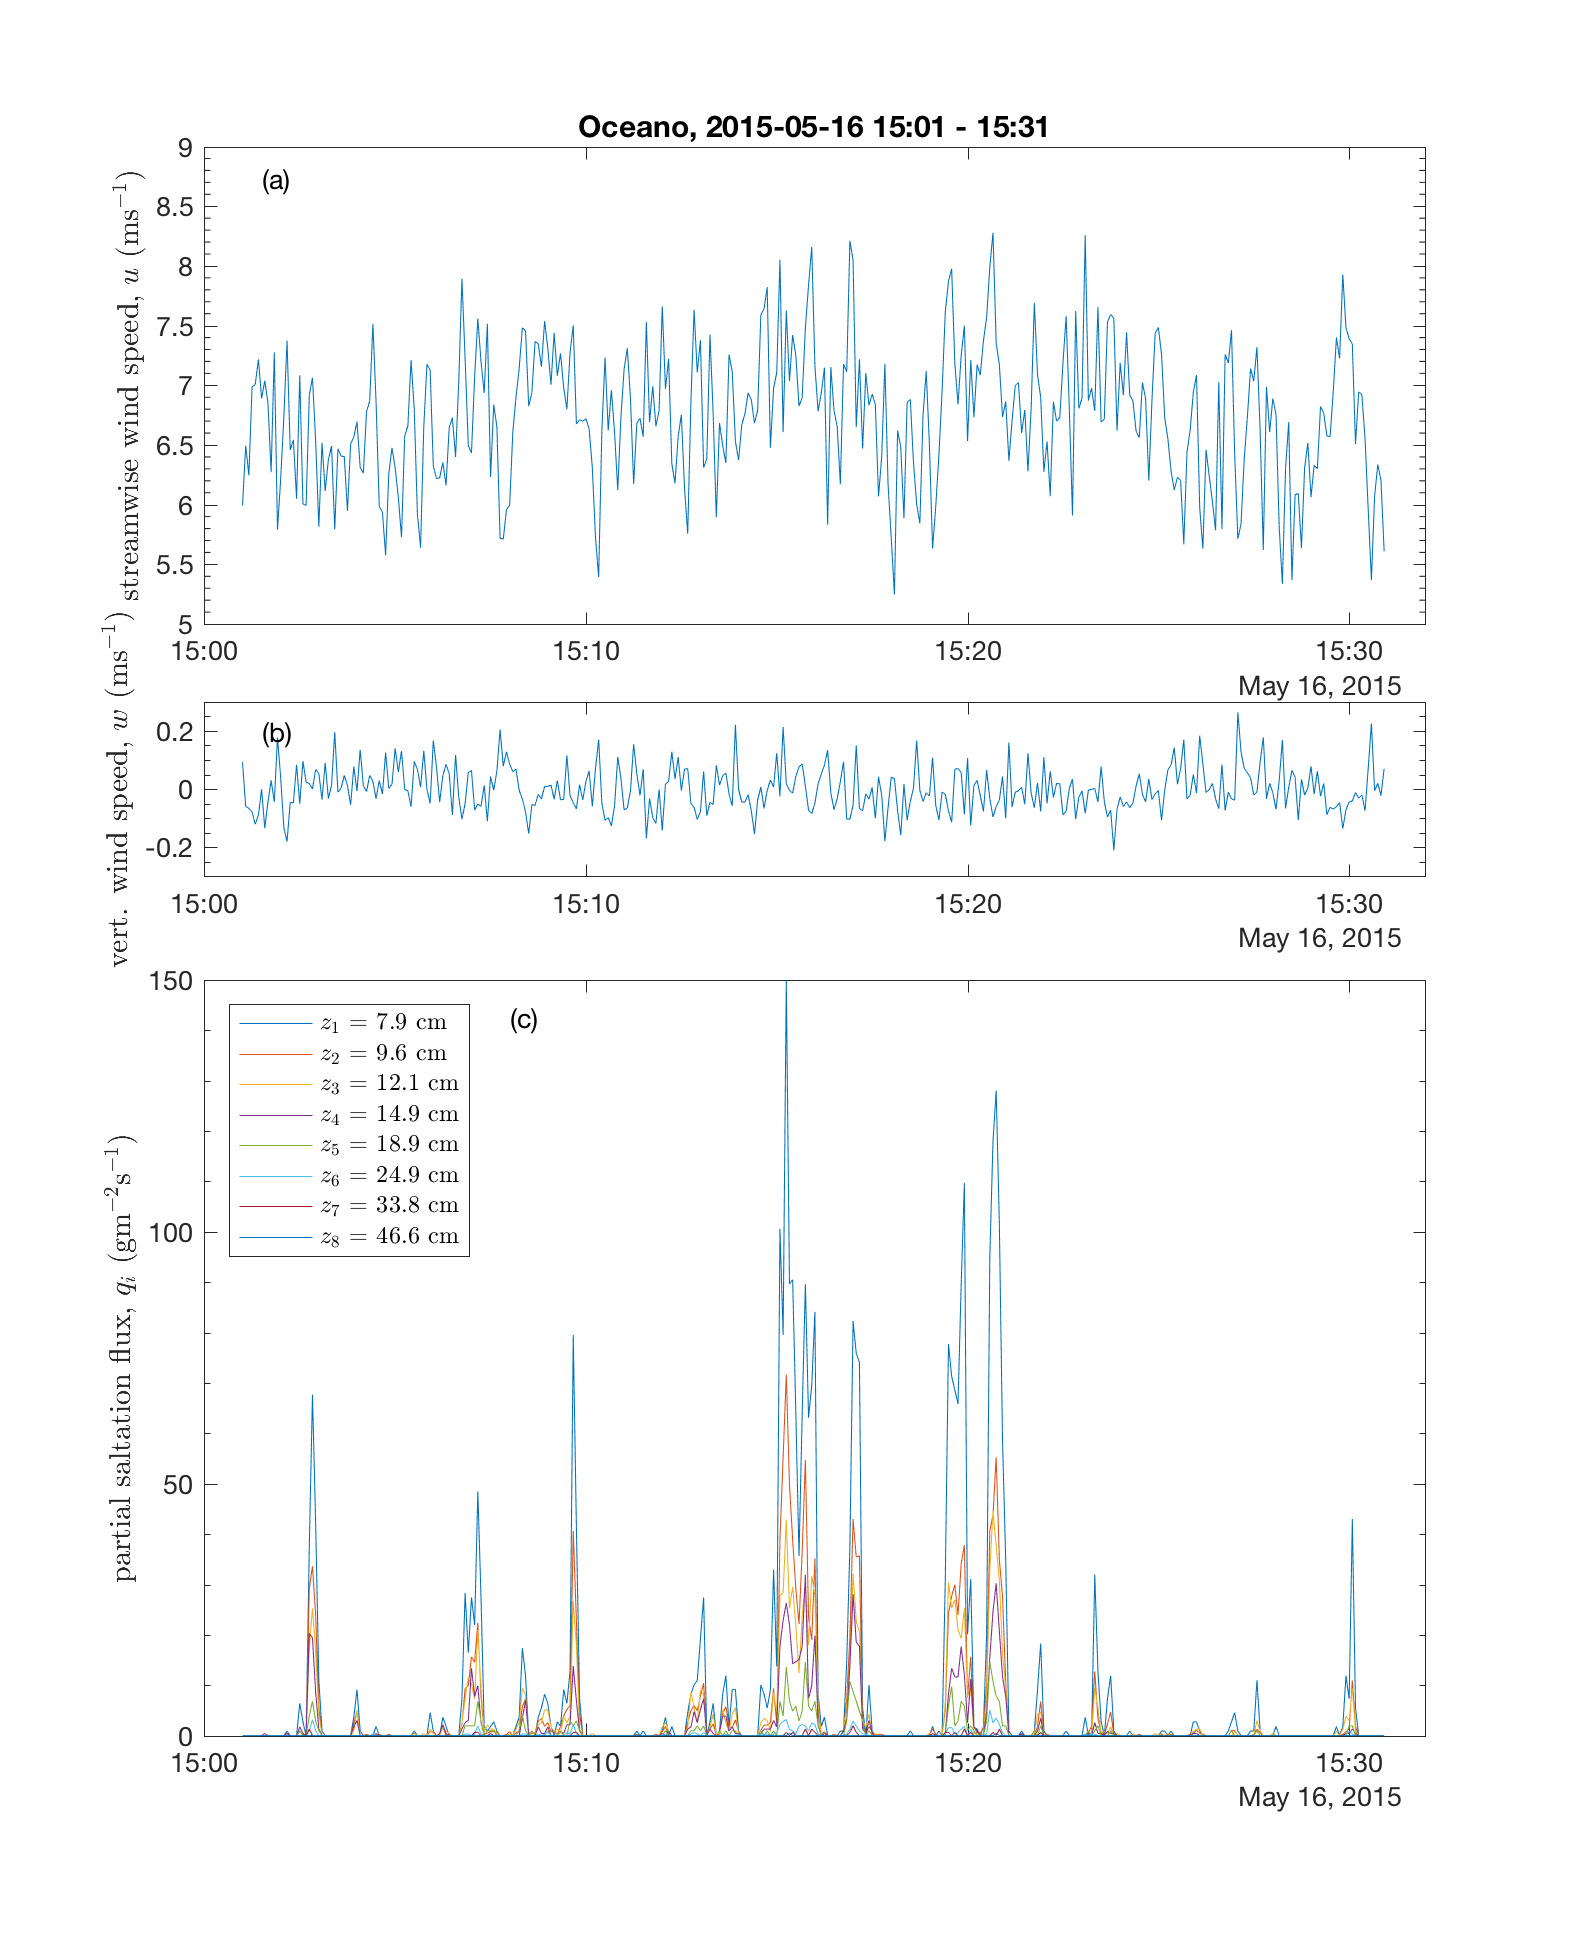 Oceano, 2015-05-16 15:01 - 15:31
(a)
streamwise wind speed, u (ms⁻¹)
9
8.5
8
7.5
7
6.5
6
5.5
5
15:00 15:10 15:20 15:30
May 16, 2015
(b)
vert. wind speed, w (ms⁻¹)
0.2
0
-0.2
15:00 15:10 15:20 15:30
May 16, 2015
(c)
partial saltation flux, qᵢ (gm⁻²s⁻¹)
150
100
50
0
z₁ = 7.9 cm
z₂ = 9.6 cm
z₃ = 12.1 cm
z₄ = 14.9 cm
z₅ = 18.9 cm
z₆ = 24.9 cm
z₇ = 33.8 cm
z₈ = 46.6 cm
15:00 15:10 15:20 15:30
May 16, 2015